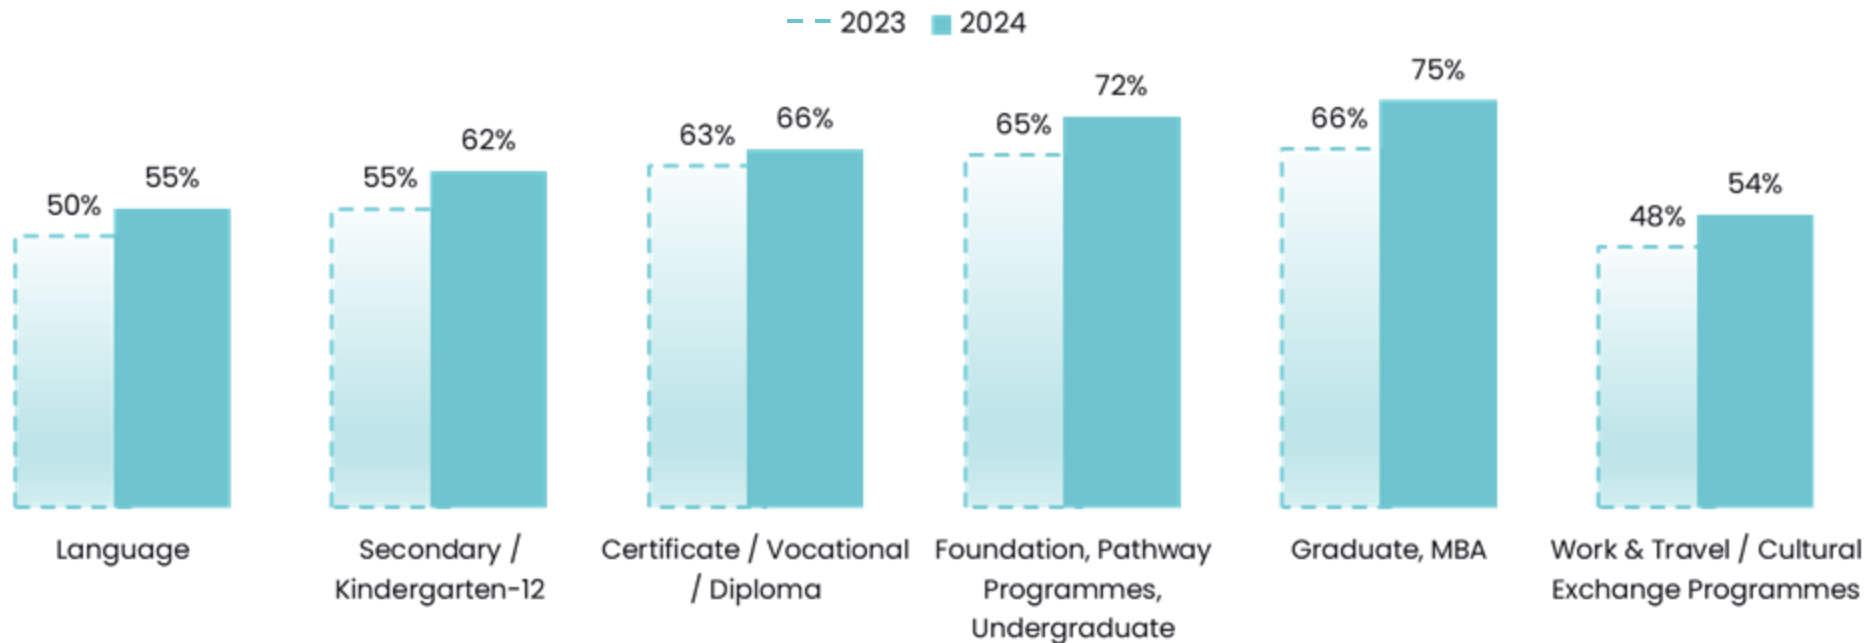 2023 2024
50% 55%
55% 62%
63% 66%
65% 72%
66% 75%
48% 54%
Language
Secondary /
Kindergarten-12
Certificate / Vocational
/ Diploma
Foundation, Pathway
Programmes,
Undergraduate
Graduate, MBA
Work & Travel / Cultural
Exchange Programmes